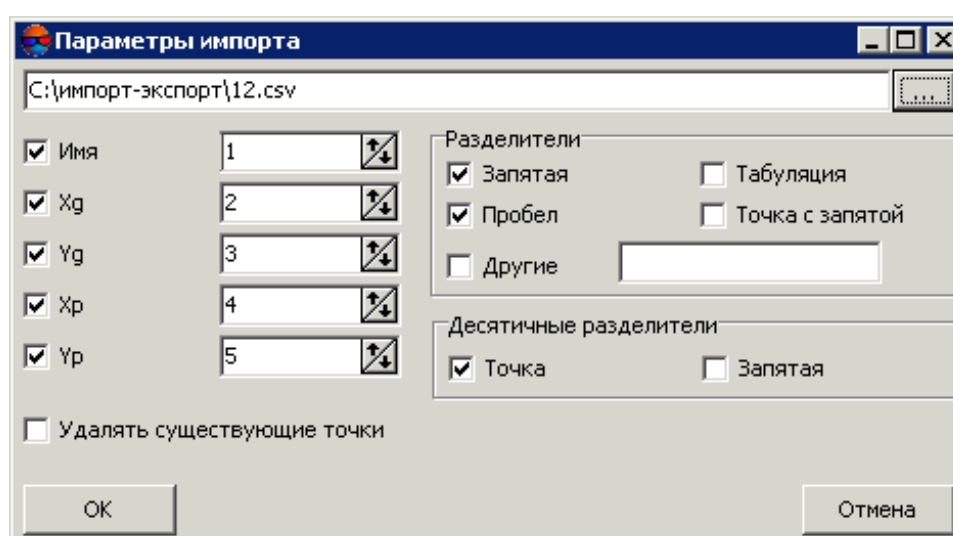 Параметры импорта
C:\импорт-экспорт\12.csv
...
Имя 1
Xg 2
Yg 3
Xp 4
Yp 5
Удалять существующие точки
Разделители
Запятая Табуляция
Пробел Точка с запятой
Другие
Десятичные разделители
Точка Запятая
OK Отмена